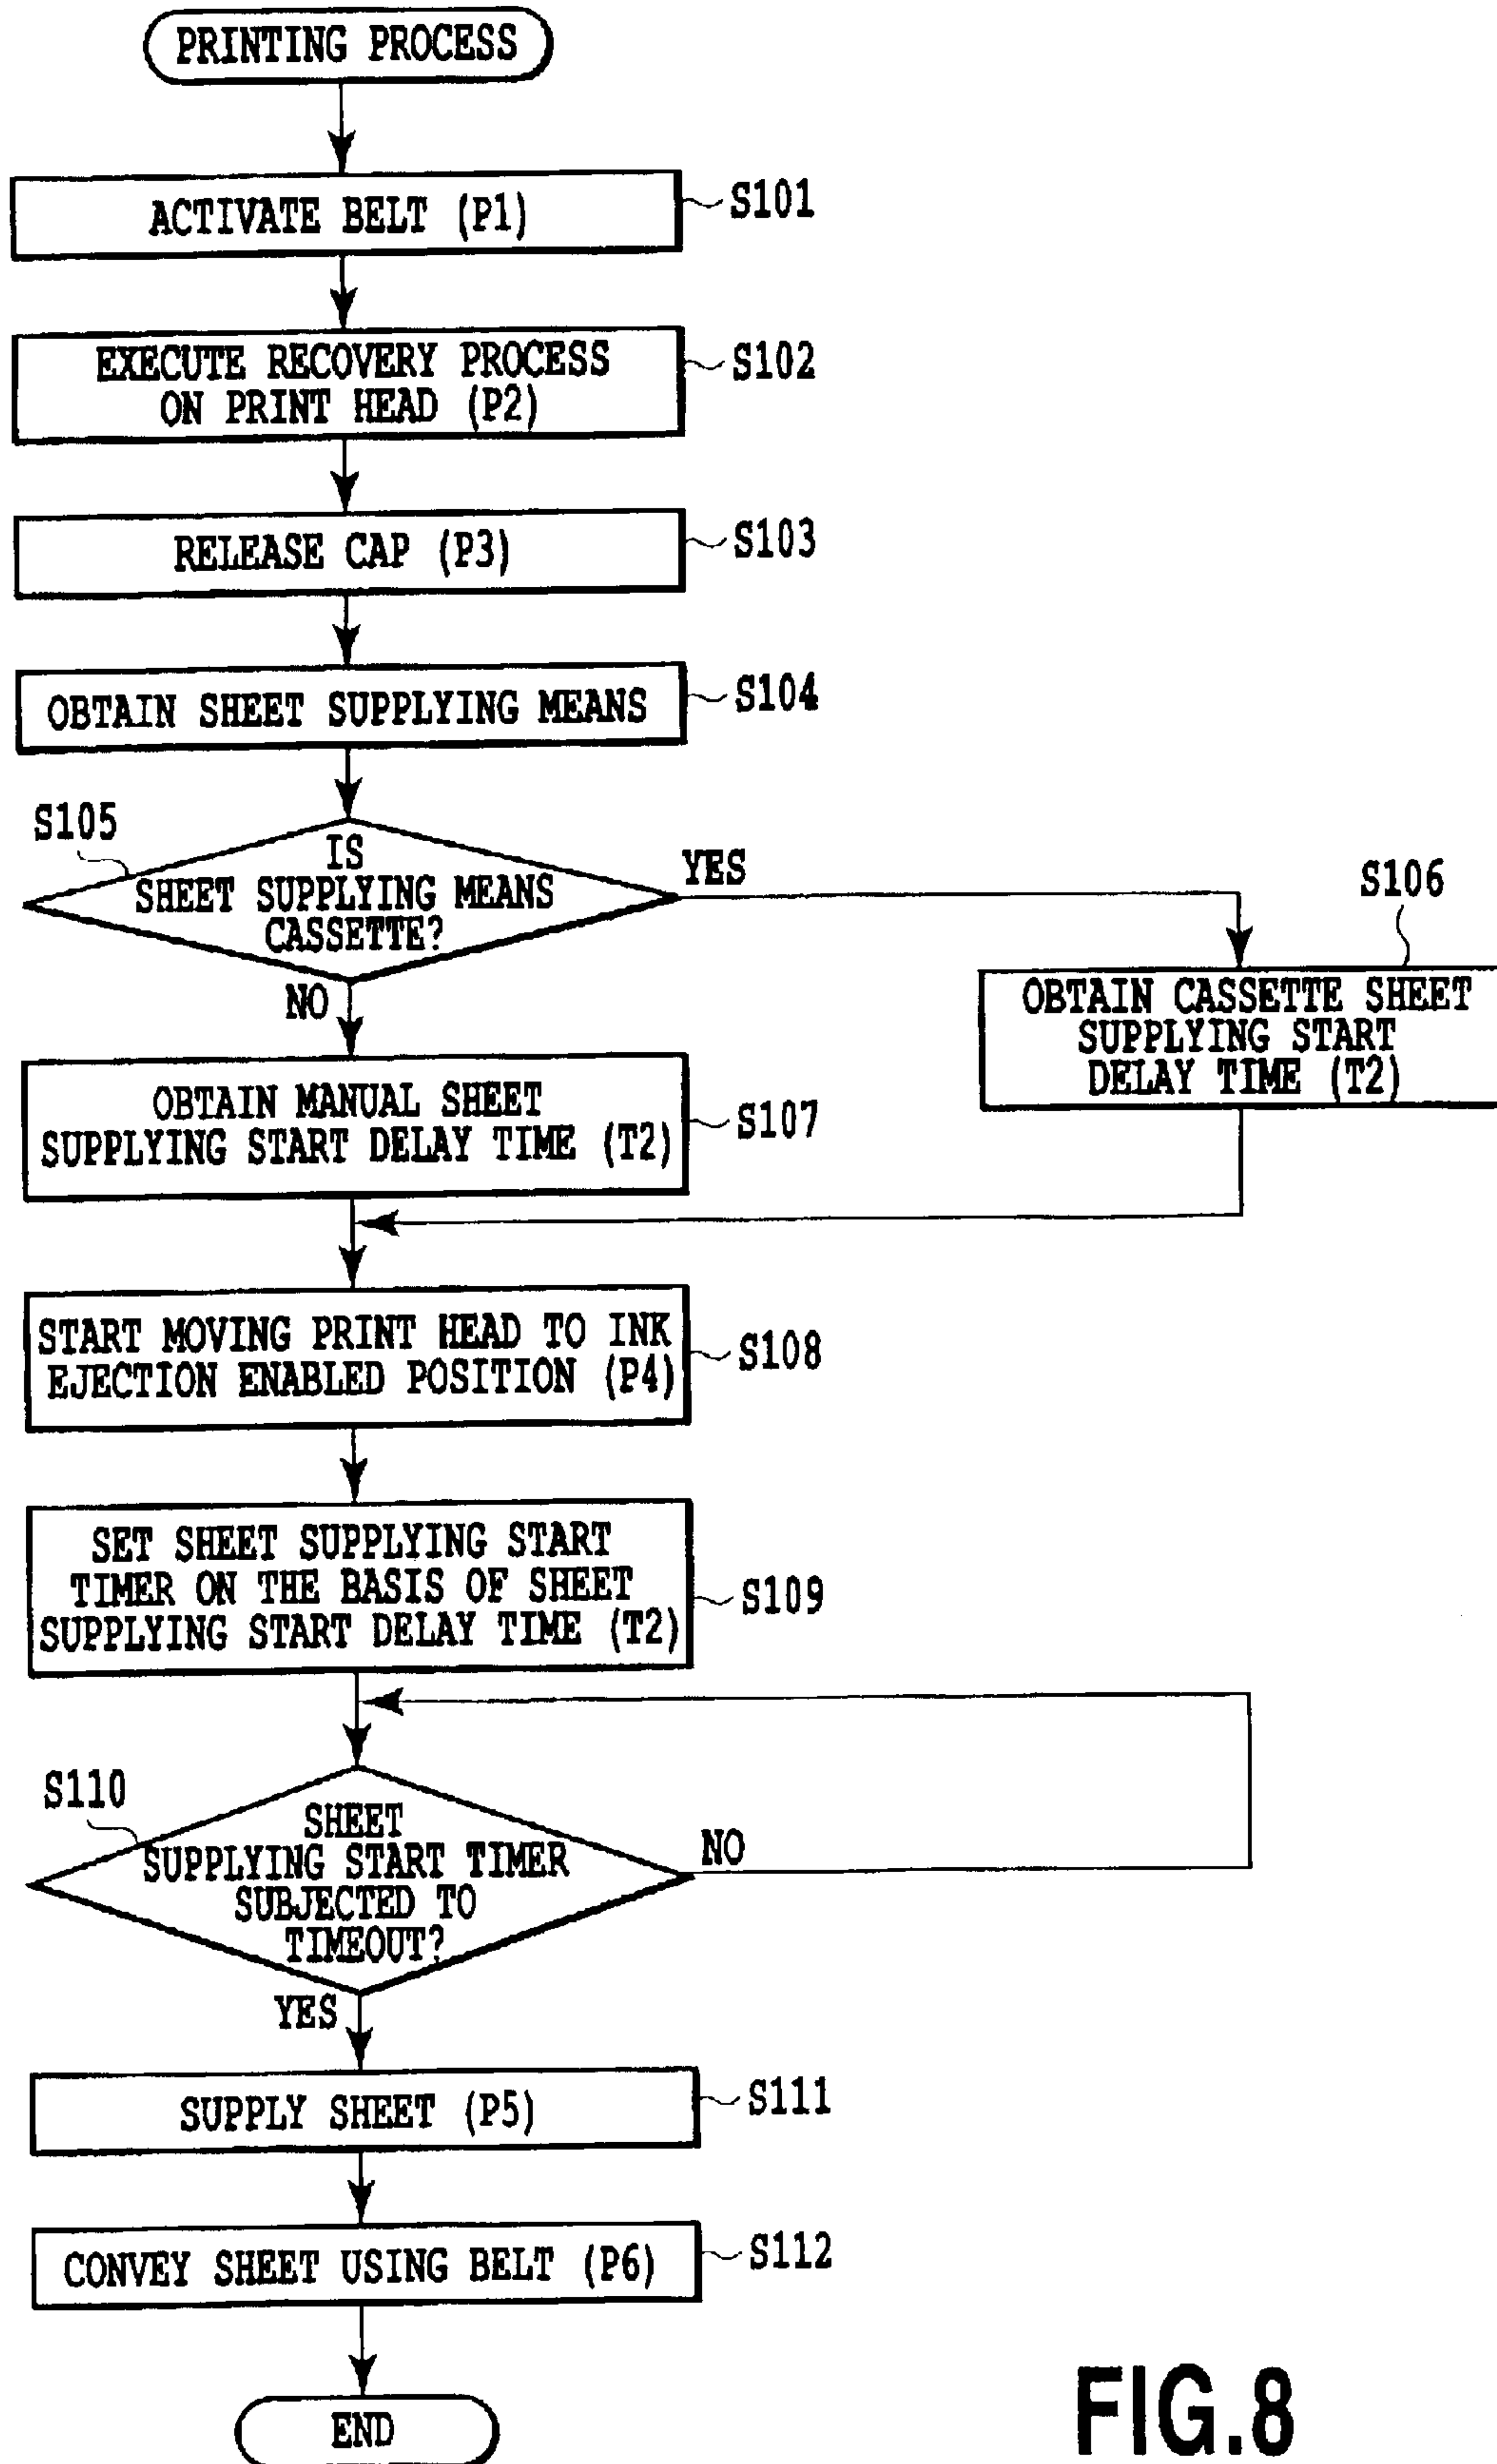 PRINTING PROCESS
ACTIVATE BELT (P1)
S101
EXECUTE RECOVERY PROCESS
ON PRINT HEAD (P2)
S102
RELEASE CAP (P3)
S103
OBTAIN SHEET SUPPLYING MEANS
S104
S105
IS
SHEET SUPPLYING MEANS
CASSETTE?
YES
NO
S106
OBTAIN CASSETTE SHEET
SUPPLYING START
DELAY TIME (T2)
OBTAIN MANUAL SHEET
SUPPLYING START DELAY TIME (T2)
S107
START MOVING PRINT HEAD TO INK
EJECTION ENABLED POSITION (P4)
S108
SET SHEET SUPPLYING START
TIMER ON THE BASIS OF SHEET
SUPPLYING START DELAY TIME (T2)
S109
S110
SHEET
SUPPLYING START TIMER
SUBJECTED TO
TIMEOUT?
NO
YES
SUPPLY SHEET (P5)
S111
CONVEY SHEET USING BELT (P6)
S112
END
FIG.8